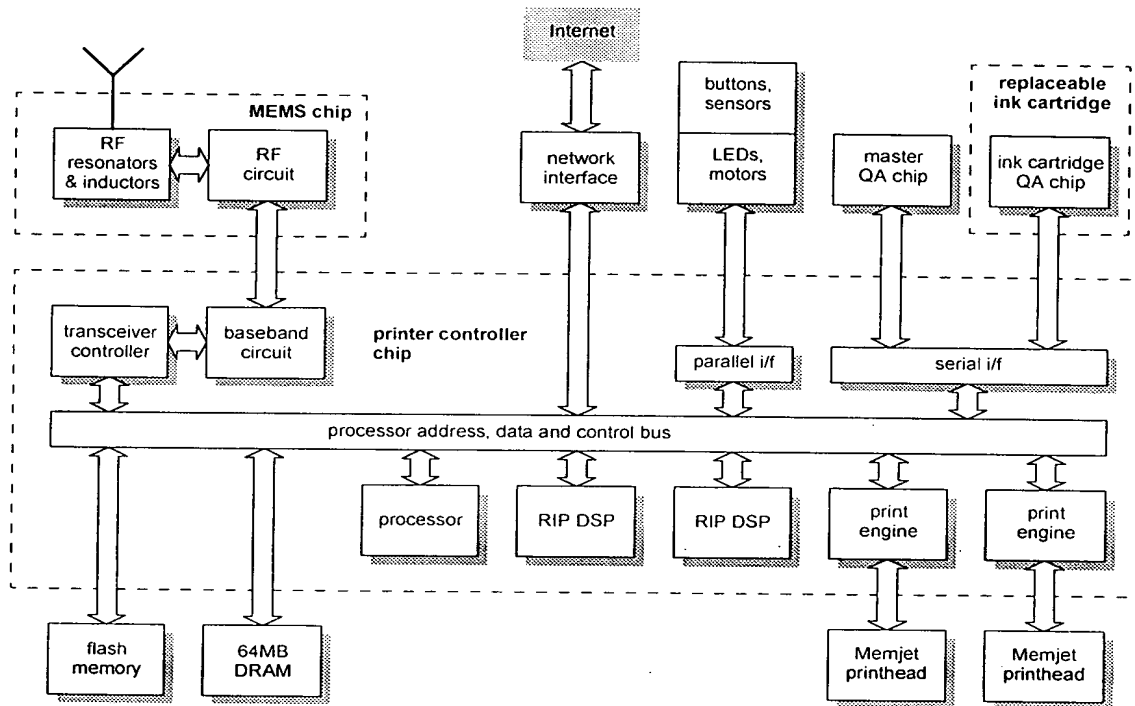 Internet
buttons,
sensors
replaceable
ink cartridge
MEMS chip
RF
resonators
& inductors
RF
circuit
network
interface
LEDs,
motors
master
QA chip
ink cartridge
QA chip
transceiver
controller
baseband
circuit
printer controller
chip
parallel i/f
serial i/f
processor address, data and control bus
processor
RIP DSP
RIP DSP
print
engine
print
engine
flash
memory
64MB
DRAM
Memjet
printhead
Memjet
printhead